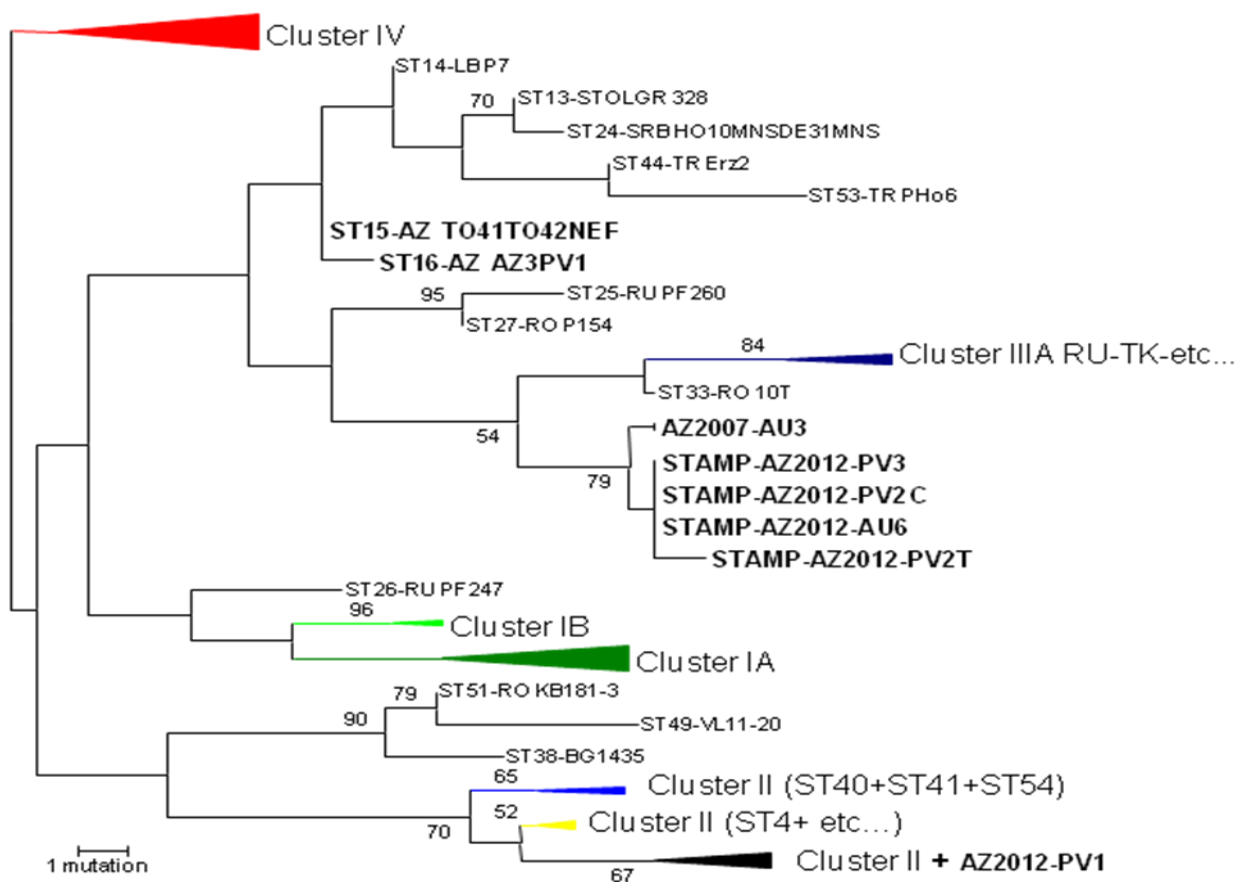 Cluster IV
ST14-LBP7
70
ST13-STOLGR 328
ST24-SRBHO10MNSDE31MNS
ST44-TR Erz2
ST53-TR PHo6
ST15-AZ TO41TO42NEF
ST16-AZ AZ3PV1
95
ST25-RU PF260
ST27-RO P154
84
Cluster IIIA RU-TK-etc...
ST33-RO 10T
AZ2007-AU3
54
STAMP-AZ2012-PV3
79
STAMP-AZ2012-PV2C
STAMP-AZ2012-AU6
STAMP-AZ2012-PV2T
ST26-RU PF247
96
Cluster IB
Cluster IA
79
ST51-RO KB181-3
90
ST49-VL11-20
ST38-BG1435
65
Cluster II (ST40+ST41+ST54)
52
Cluster II (ST4+ etc...)
70
Cluster II + AZ2012-PV1
67
1 mutation